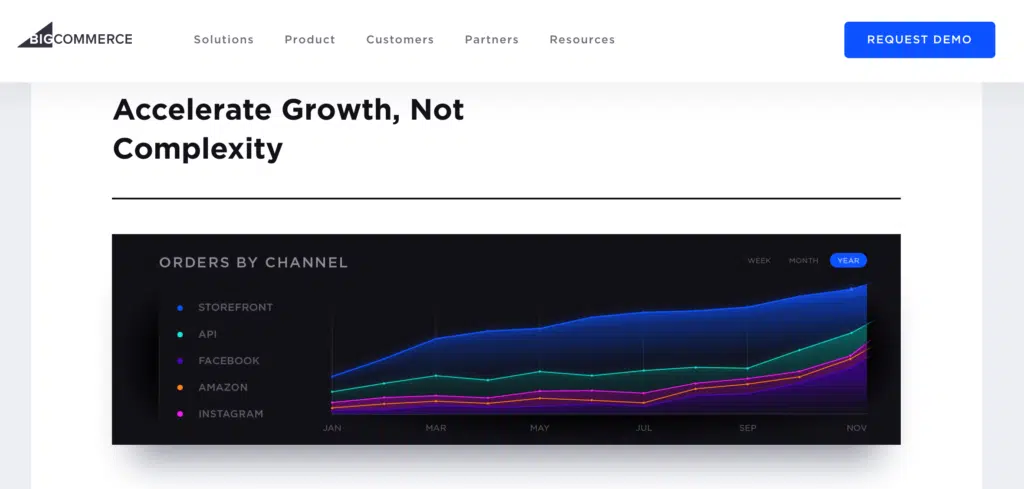 BIGCOMMERCE
Solutions Product Customers Partners Resources
REQUEST DEMO
Accelerate Growth, Not
Complexity
ORDERS BY CHANNEL
WEEK MONTH YEAR
STOREFRONT
API
FACEBOOK
AMAZON
INSTAGRAM
JAN MAR MAY JUL SEP NOV